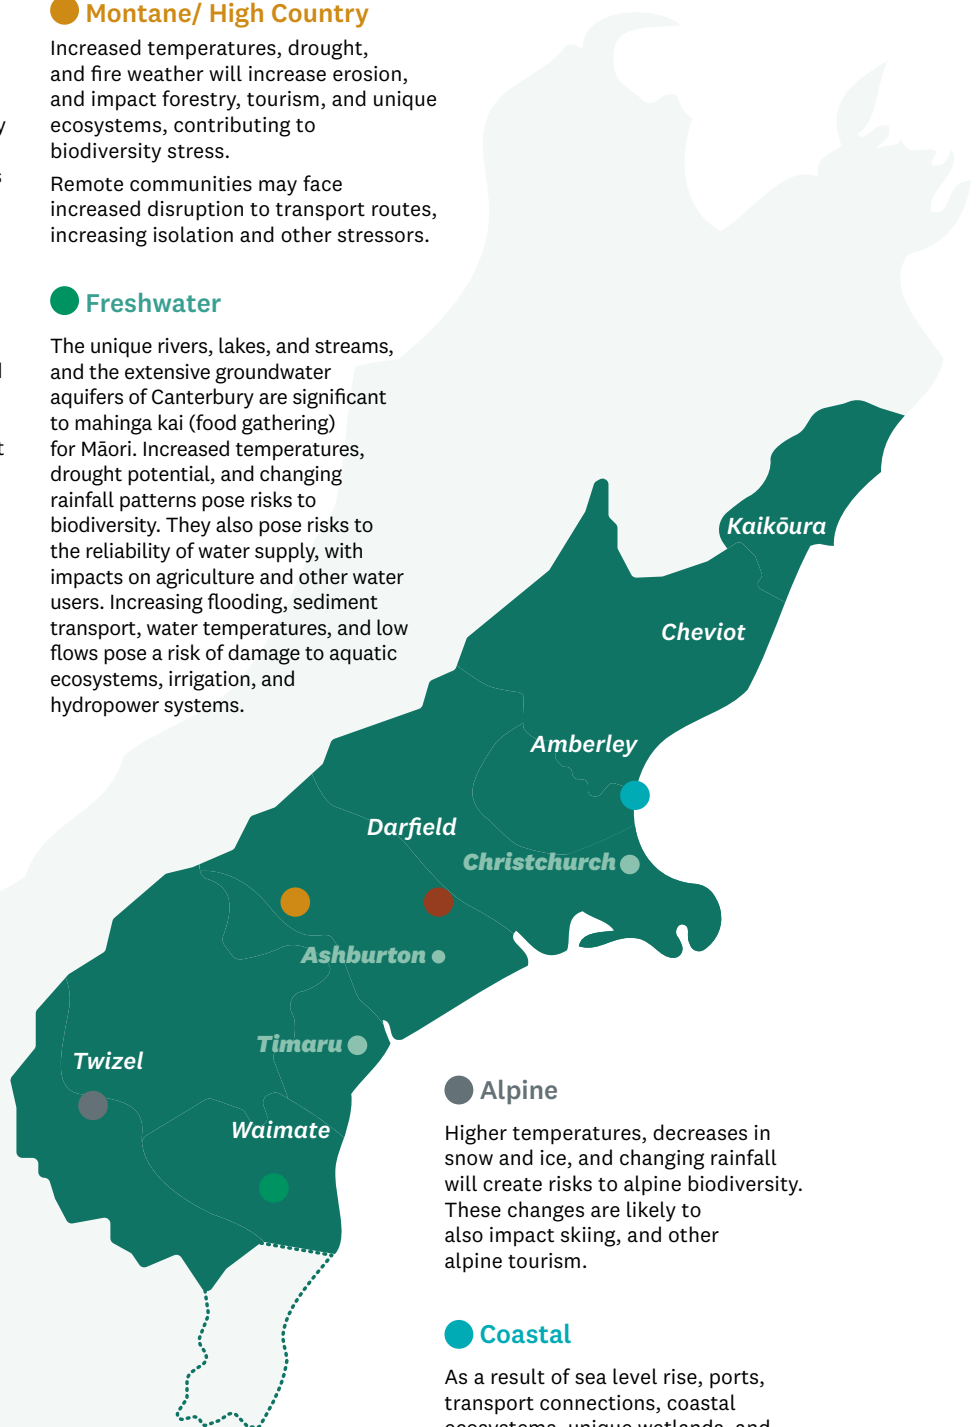 Montane/ High Country
Increased temperatures, drought,
and fire weather will increase erosion,
and impact forestry, tourism, and unique
ecosystems, contributing to
biodiversity stress.
Remote communities may face
increased disruption to transport routes,
increasing isolation and other stressors.
Freshwater
The unique rivers, lakes, and streams,
and the extensive groundwater
aquifers of Canterbury are significant
to mahinga kai (food gathering)
for Māori. Increased temperatures,
drought potential, and changing
rainfall patterns pose risks to
biodiversity. They also pose risks to
the reliability of water supply, with
impacts on agriculture and other water
users. Increasing flooding, sediment
transport, water temperatures, and low
flows pose a risk of damage to aquatic
ecosystems, irrigation, and
hydropower systems.
Kaikōura
Cheviot
Amberley
Darfield
Christchurch
Ashburton
Timaru
Twizel
Waimate
Alpine
Higher temperatures, decreases in
snow and ice, and changing rainfall
will create risks to alpine biodiversity.
These changes are likely to
also impact skiing, and other
alpine tourism.
Coastal
As a result of sea level rise, ports,
transport connections, coastal
ecosystems, unique wetlands, and